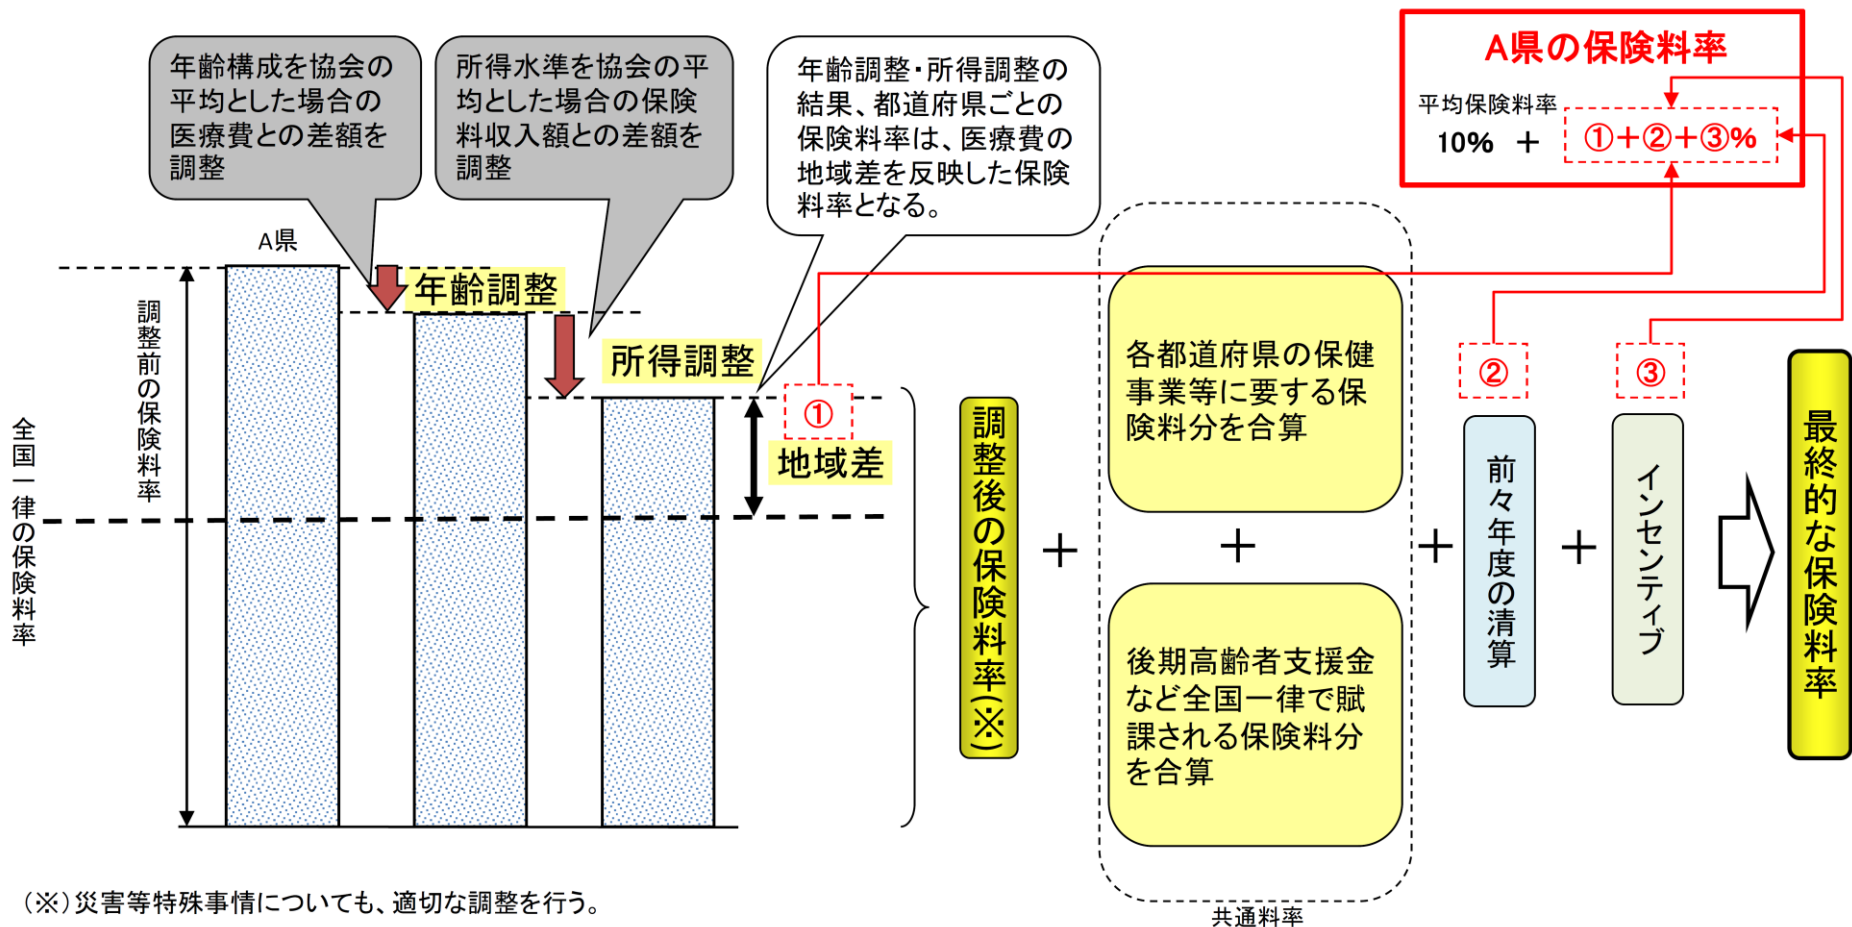 年齢構成を協会の
平均とした場合の
医療費との差額を
調整
所得水準を協会の平
均とした場合の保険
料収入額との差額を
調整
年齢調整・所得調整の
結果、都道府県ごとの
保険料率は、医療費の
地域差を反映した保険
料率となる。
A県の保険料率
平均保険料率
10% + ①+②+③%
A県
年齢調整
所得調整
①
地域差
調整前の保険料率
全国一律の保険料率
調整後の保険料率(※)
+
各都道府県の保健
事業等に要する保
険料分を合算
+
後期高齢者支援金
など全国一律で賦
課される保険料分
を合算
共通料率
+
②
前々年度の清算
+
③
インセンティブ
最終的な保険料率
(※)災害等特殊事情についても、適切な調整を行う。